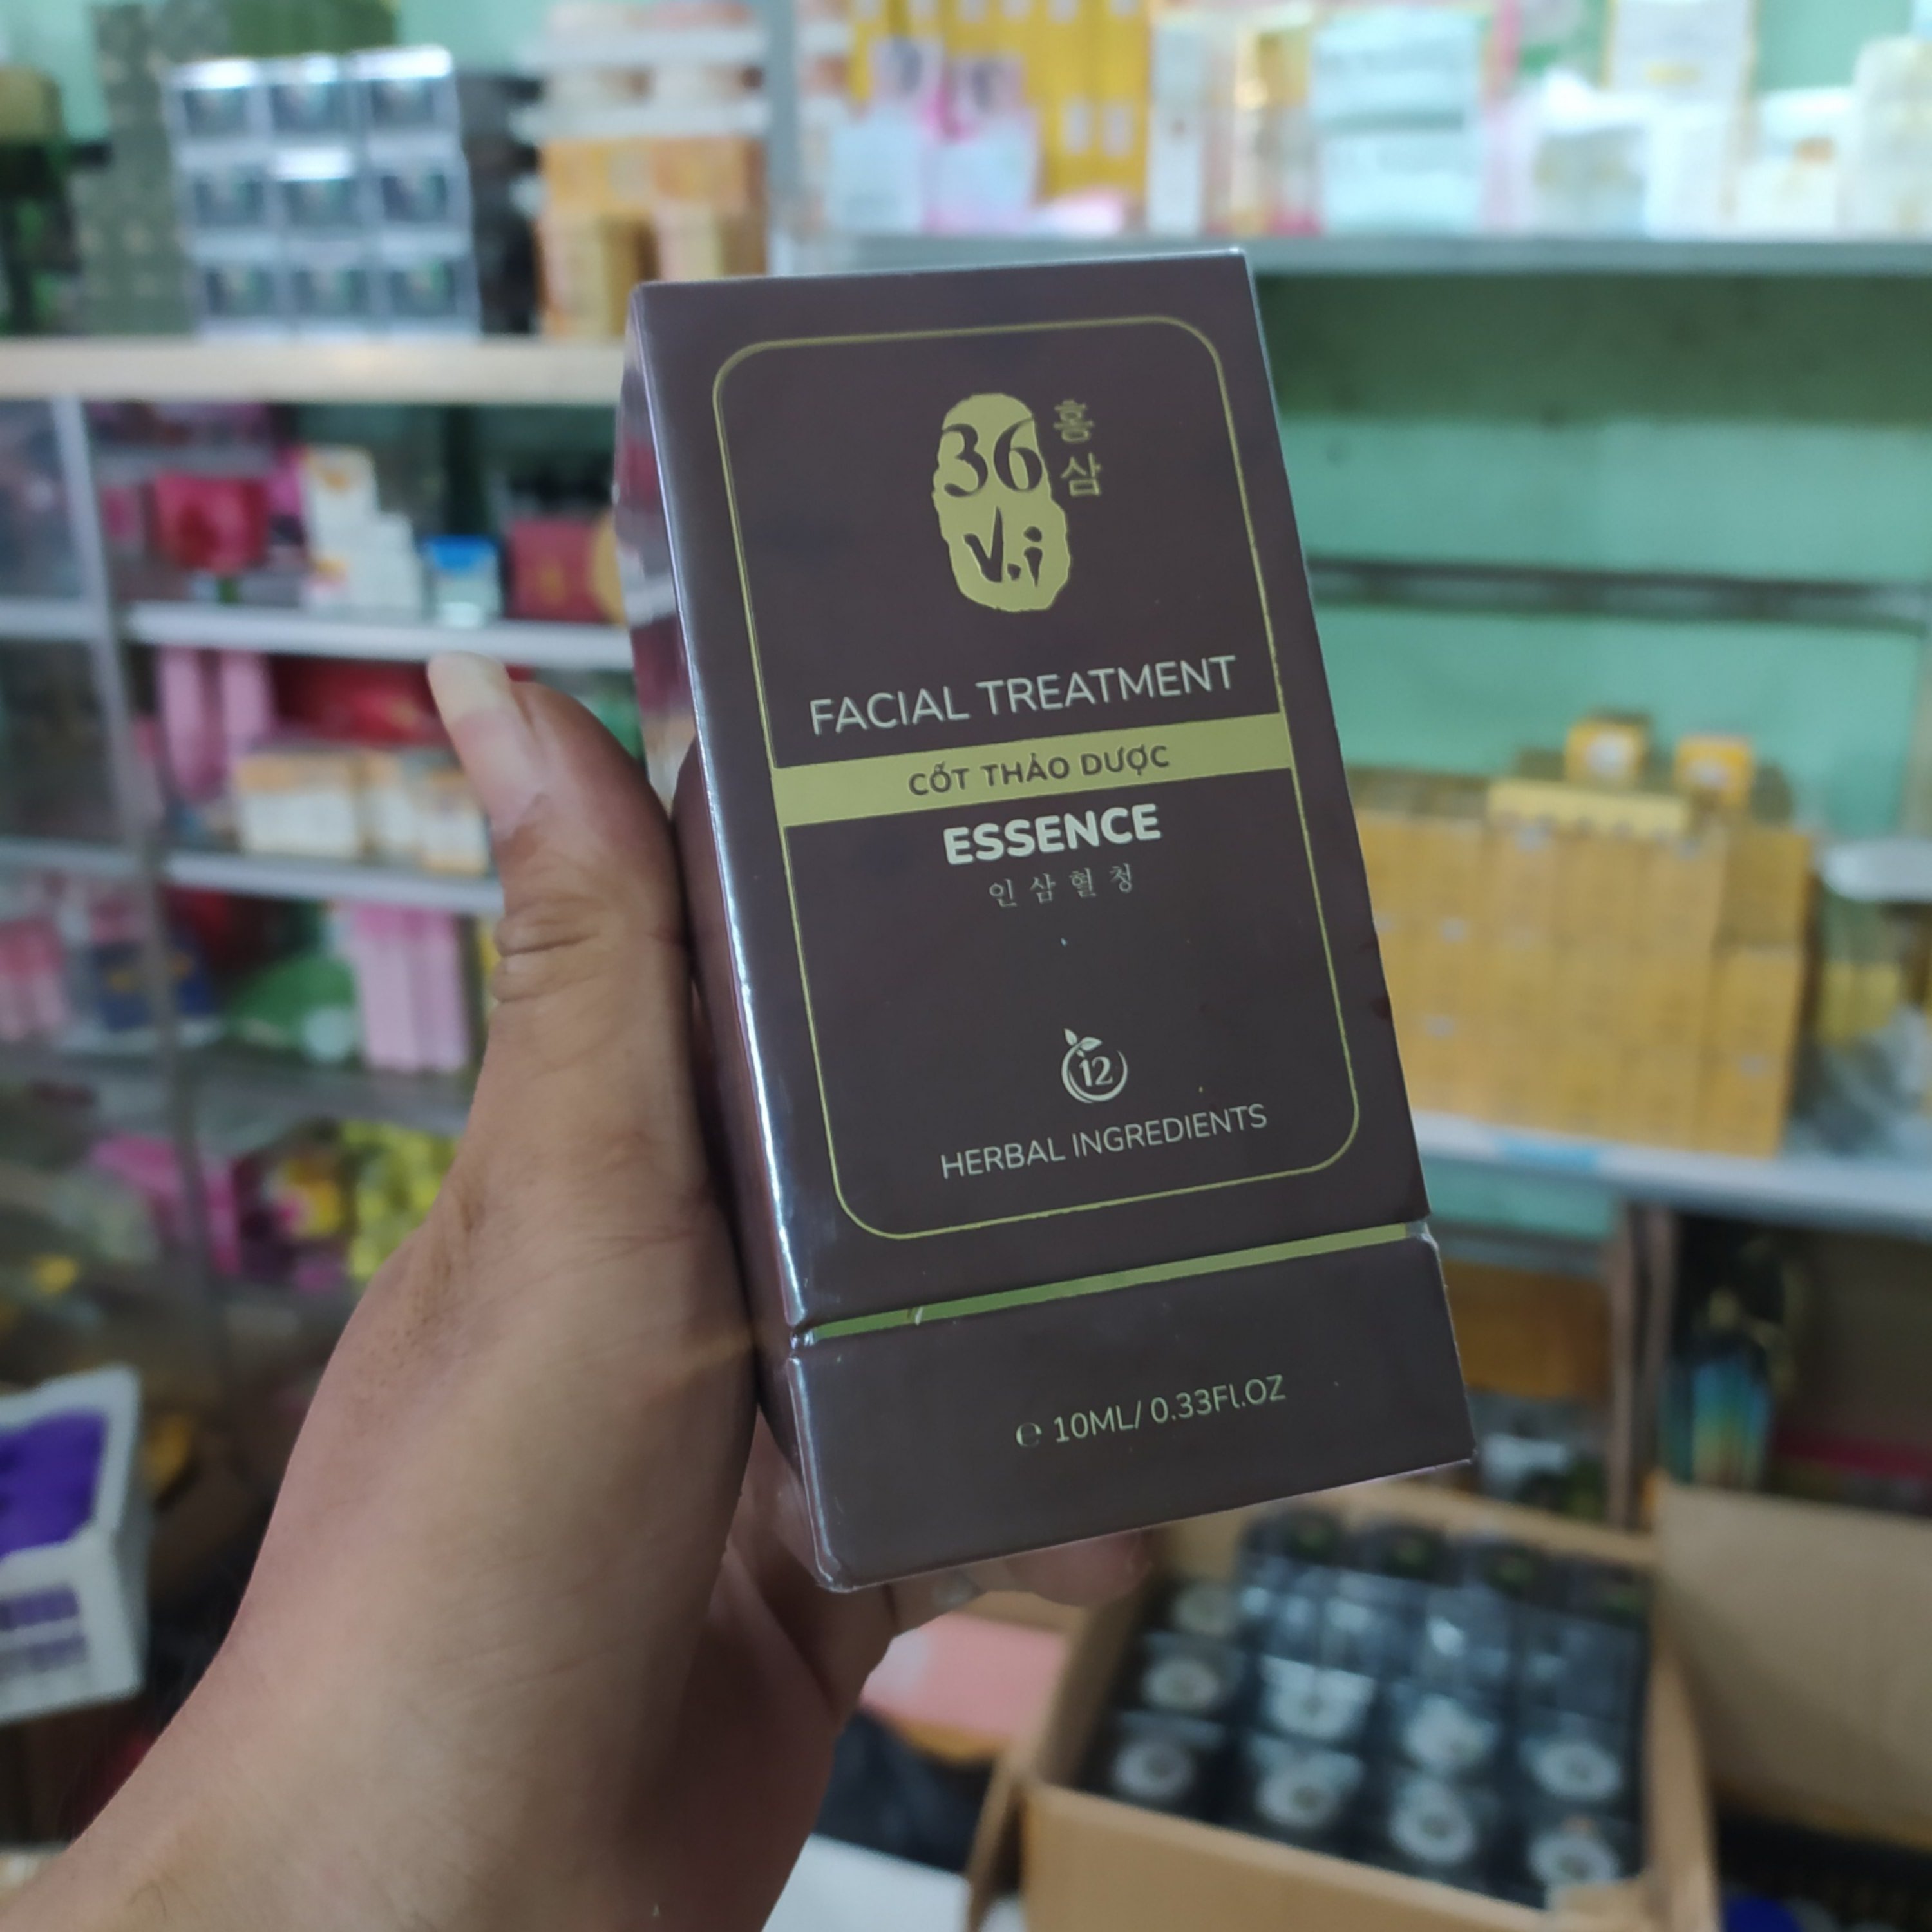 36
홍
삼
Vị
FACIAL TREATMENT
CỐT THẢO DƯỢC
ESSENCE
인삼혈청
12
HERBAL INGREDIENTS
℮ 10ML/ 0.33Fl.OZ